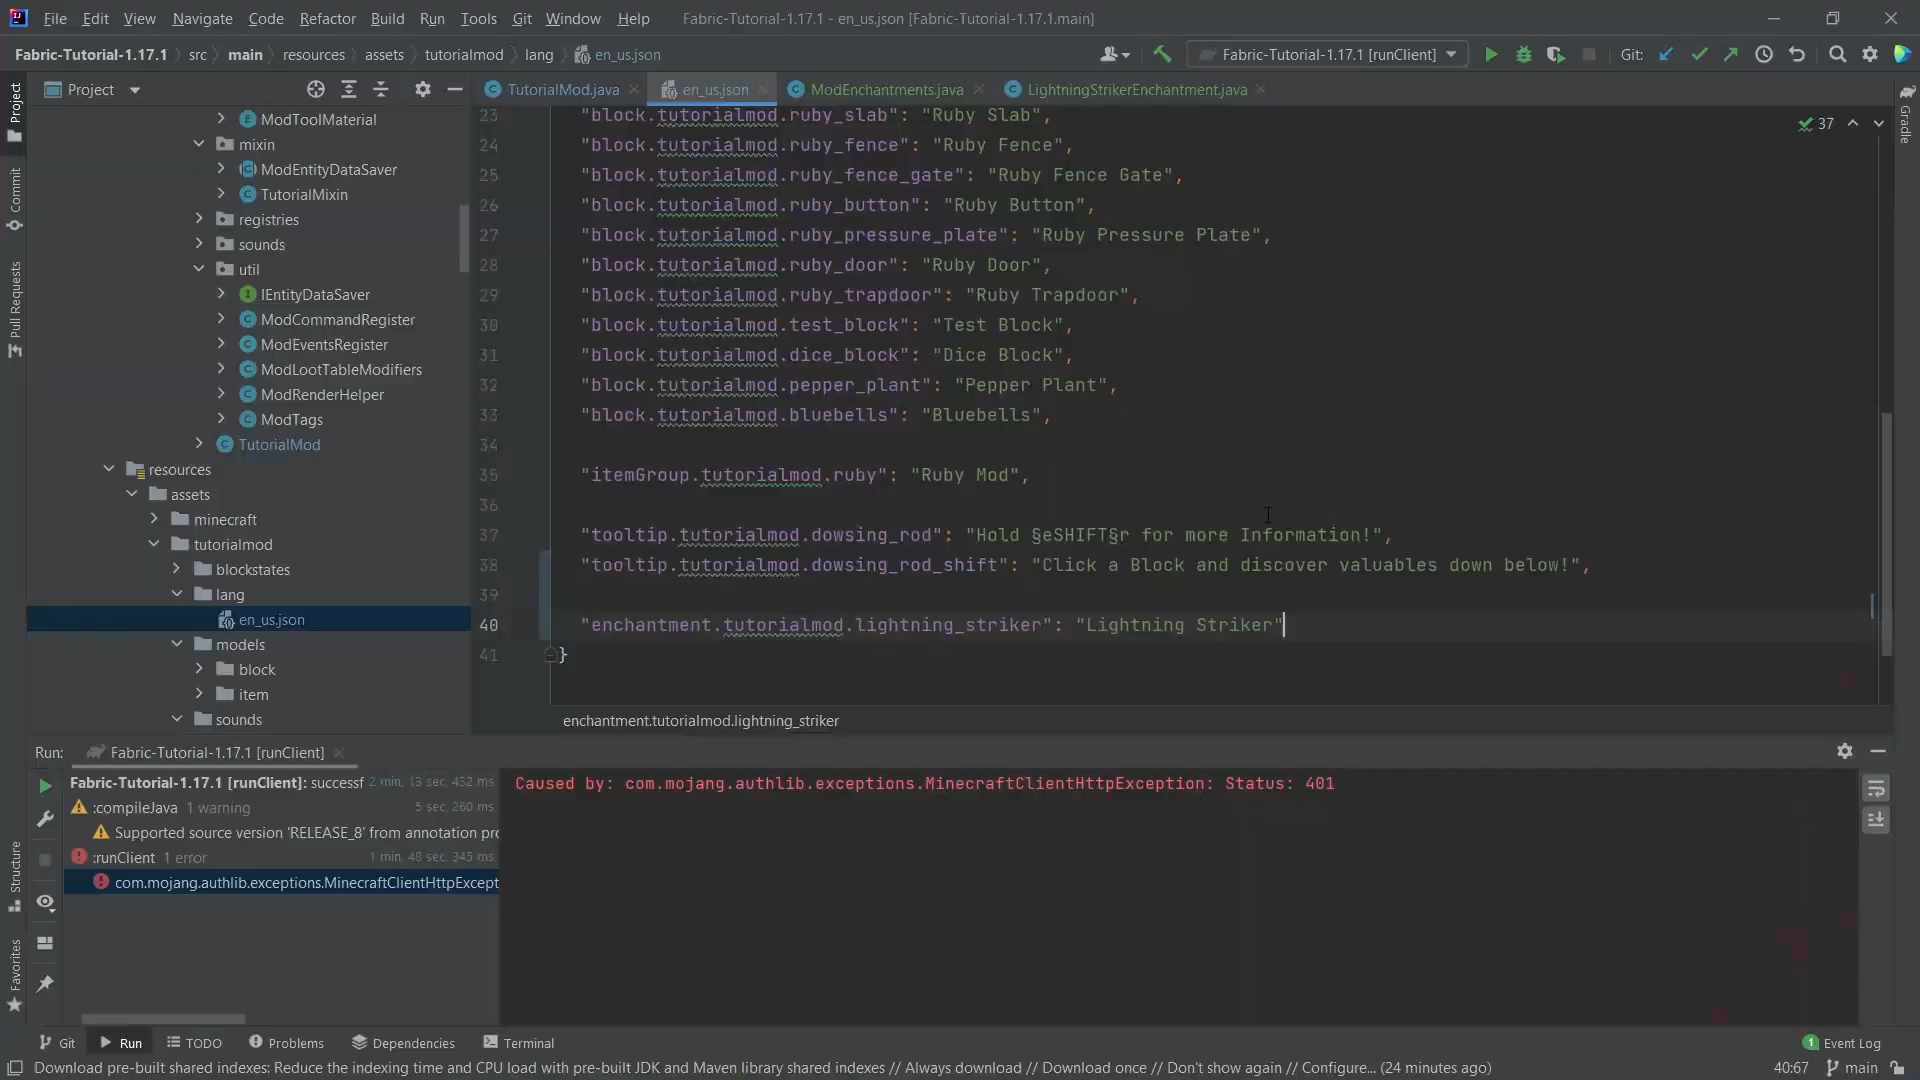 File Edit View Navigate Code Refactor Build Run Tools Git Window Help Fabric-Tutorial-1.17.1 - en_us.json [Fabric-Tutorial-1.17.1.main]
Fabric-Tutorial-1.17.1 src main resources assets tutorialmod lang en_us.json Fabric-Tutorial-1.17.1 [runClient] Git:
Project
TutorialMod.java en_us.json ModEnchantments.java LightningStrikerEnchantment.java
Project
Commit
Pull Requests
Structure
Favorites
Gradle
ModToolMaterial
mixin
ModEntityDataSaver
TutorialMixin
registries
sounds
util
IEntityDataSaver
ModCommandRegister
ModEventsRegister
ModLootTableModifiers
ModRenderHelper
ModTags
TutorialMod
resources
assets
minecraft
tutorialmod
blockstates
lang
en_us.json
models
block
item
sounds
37
23 "block.tutorialmod.ruby_slab": "Ruby Slab",
24 "block.tutorialmod.ruby_fence": "Ruby Fence",
25 "block.tutorialmod.ruby_fence_gate": "Ruby Fence Gate",
26 "block.tutorialmod.ruby_button": "Ruby Button",
27 "block.tutorialmod.ruby_pressure_plate": "Ruby Pressure Plate",
28 "block.tutorialmod.ruby_door": "Ruby Door",
29 "block.tutorialmod.ruby_trapdoor": "Ruby Trapdoor",
30 "block.tutorialmod.test_block": "Test Block",
31 "block.tutorialmod.dice_block": "Dice Block",
32 "block.tutorialmod.pepper_plant": "Pepper Plant",
33 "block.tutorialmod.bluebells": "Bluebells",
34
35 "itemGroup.tutorialmod.ruby": "Ruby Mod",
36
37 "tooltip.tutorialmod.dowsing_rod": "Hold §eSHIFT§r for more Information!",
38 "tooltip.tutorialmod.dowsing_rod_shift": "Click a Block and discover valuables down below!",
39
40 "enchantment.tutorialmod.lightning_striker": "Lightning Striker"
41 }
enchantment.tutorialmod.lightning_striker
Run: Fabric-Tutorial-1.17.1 [runClient]
Fabric-Tutorial-1.17.1 [runClient]: successf 2 min, 13 sec, 432 ms
:compileJava 1 warning 5 sec, 260 ms
Supported source version 'RELEASE_8' from annotation pro
:runClient 1 error 1 min, 48 sec, 345 ms
com.mojang.authlib.exceptions.MinecraftClientHttpExcept
Caused by: com.mojang.authlib.exceptions.MinecraftClientHttpException: Status: 401
Git Run TODO Problems Dependencies Terminal 1 Event Log
Download pre-built shared indexes: Reduce the indexing time and CPU load with pre-built JDK and Maven library shared indexes // Always download // Download once // Don't show again // Configure... (24 minutes ago) 40:67 main